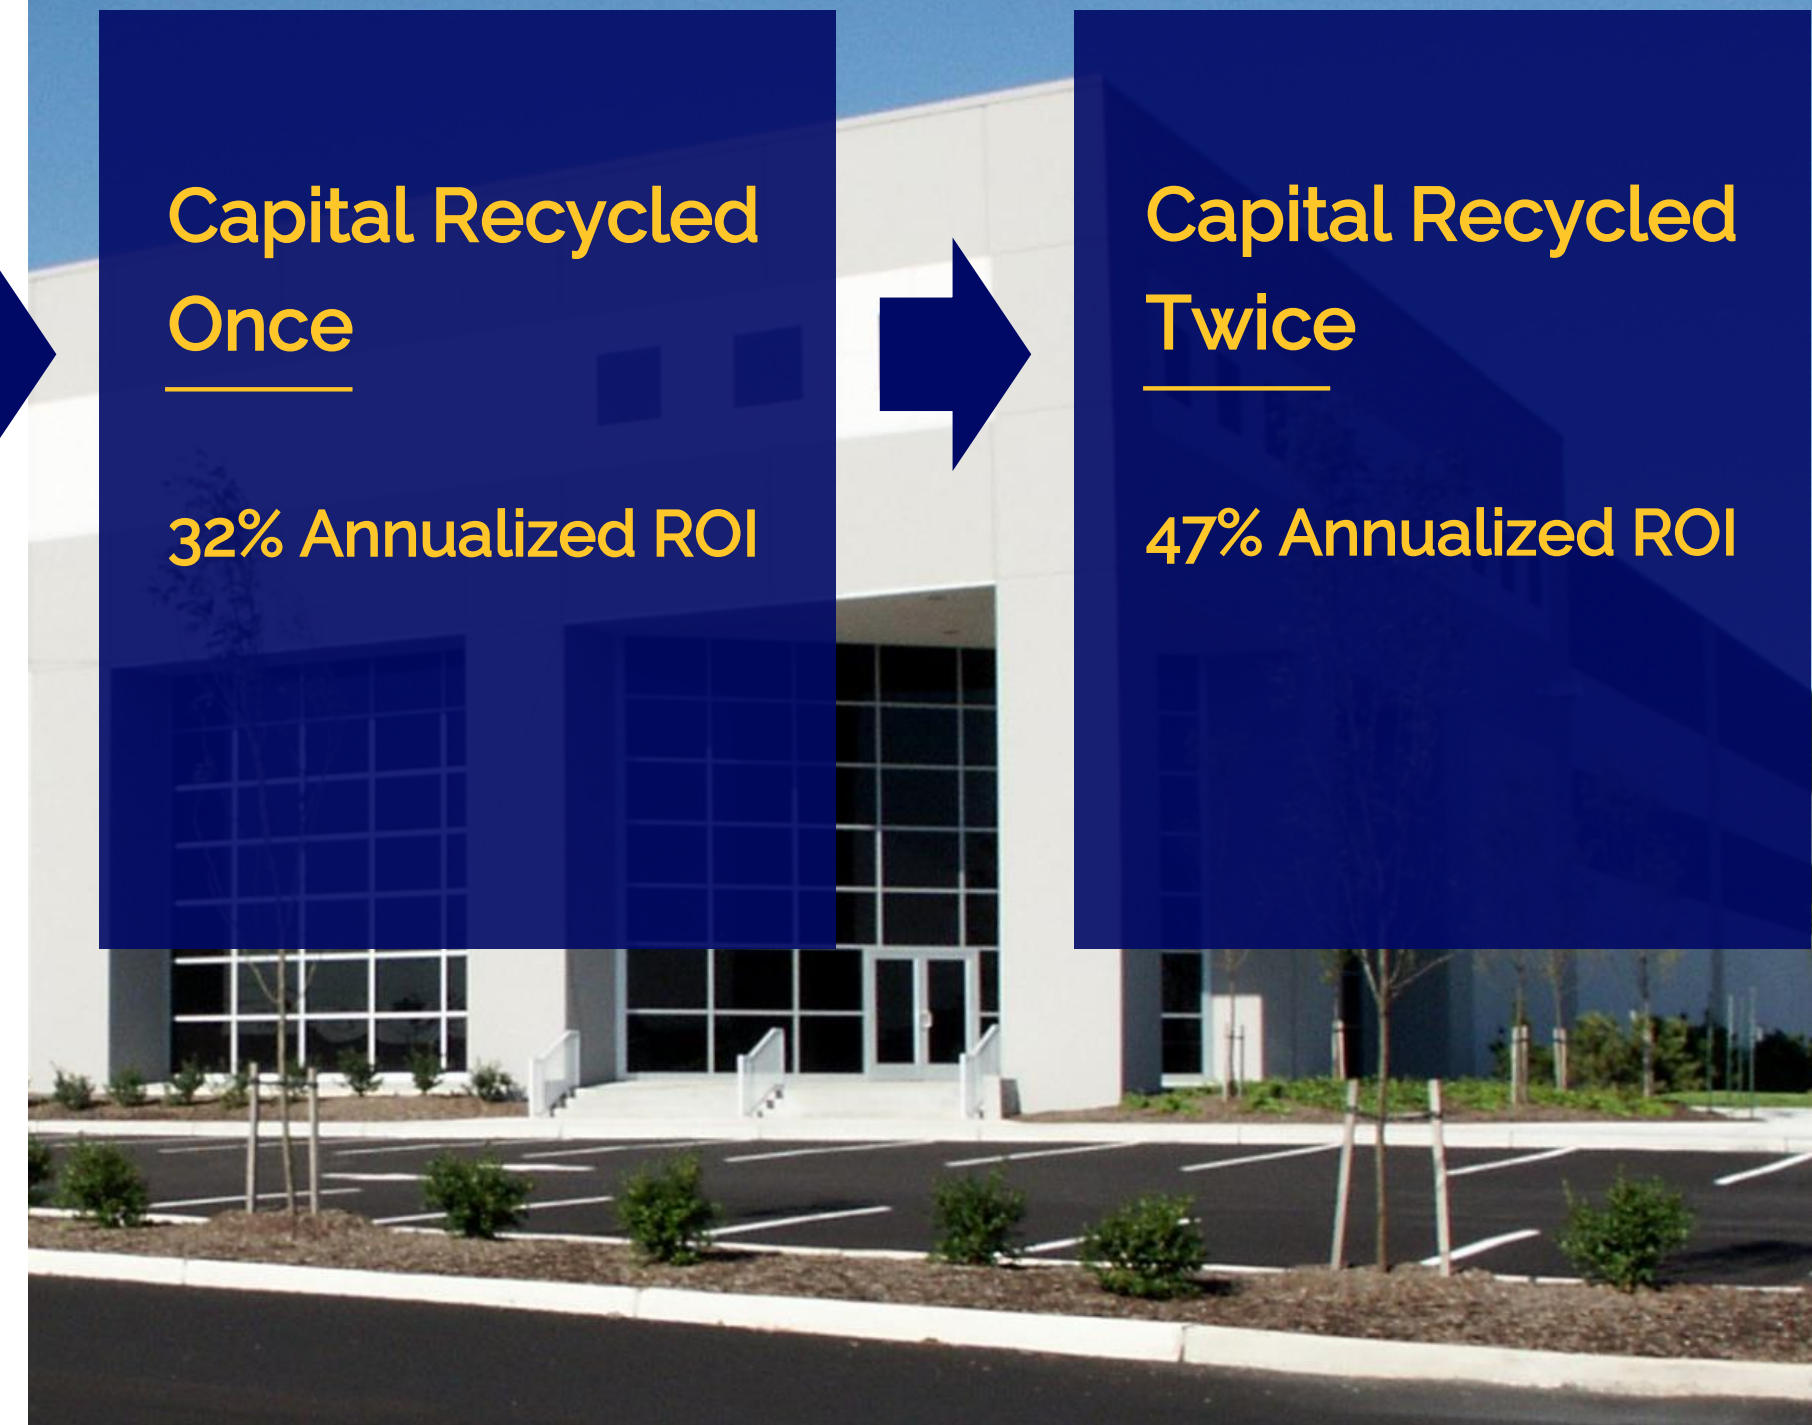 Capital Recycled
Once
32% Annualized ROI
Capital Recycled
Twice
47% Annualized ROI